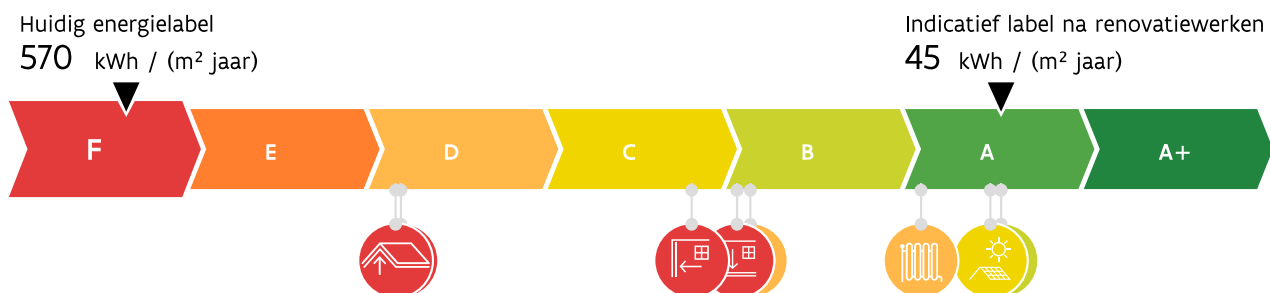 Huidig energielabel
570 kWh / (m² jaar)
Indicatief label na renovatiewerken
45 kWh / (m² jaar)
F E D C B A A+